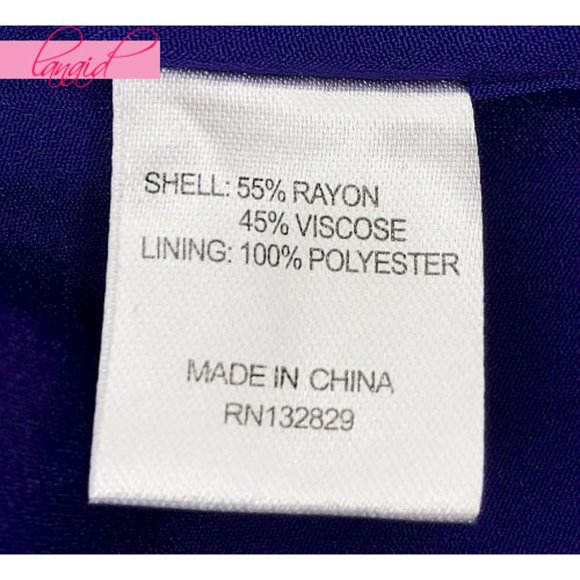 langid
SHELL: 55% RAYON
45% VISCOSE
LINING: 100% POLYESTER
MADE IN CHINA
RN132829